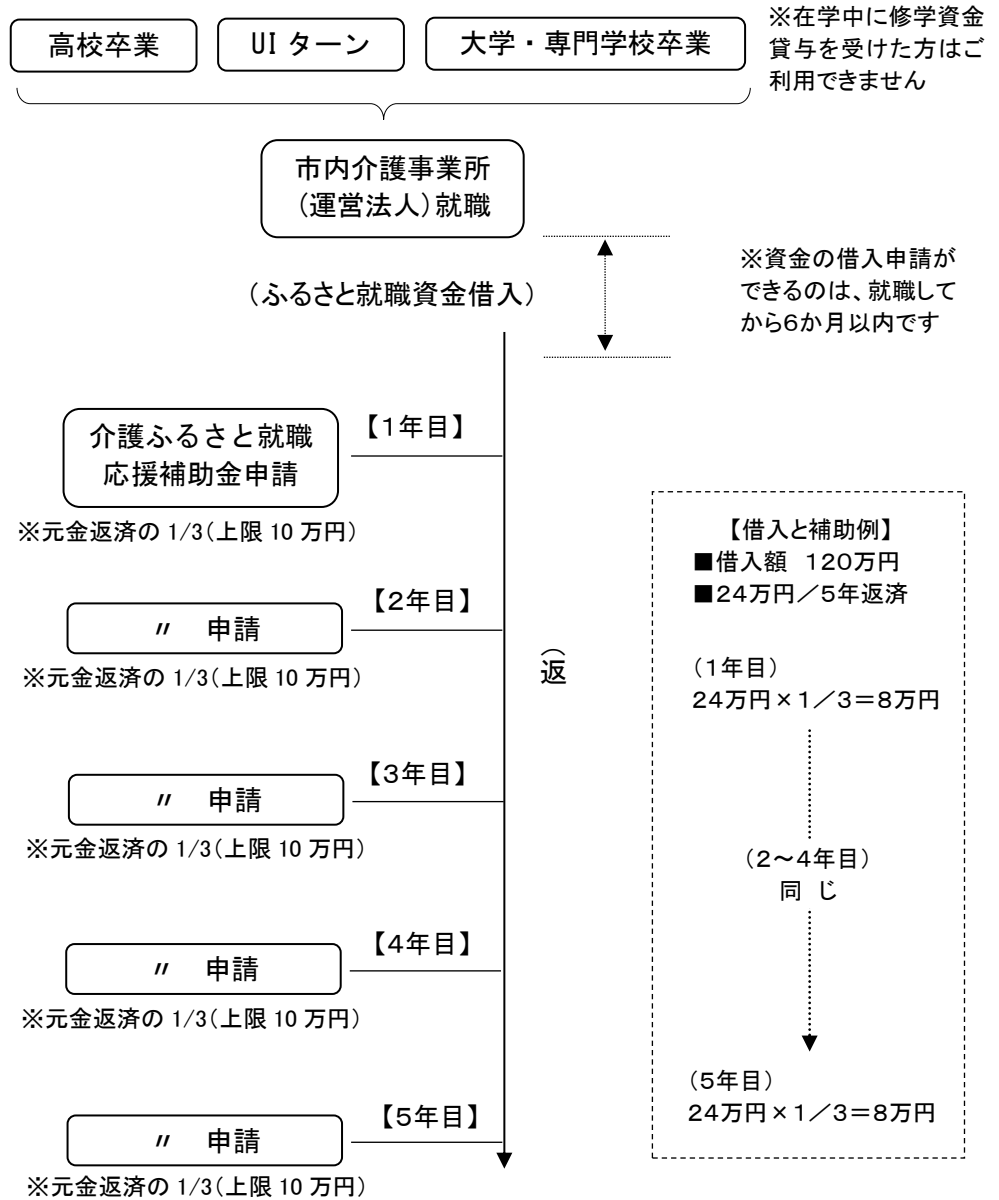 高校卒業
UIターン
大学・専門学校卒業
※在学中に修学資金
貸与を受けた方はご
利用できません
市内介護事業所
(運営法人)就職
(ふるさと就職資金借入)
※資金の借入申請が
できるのは、就職して
から6か月以内です
【1年目】
介護ふるさと就職
応援補助金申請
※元金返済の 1/3(上限 10 万円)
【2年目】
〃 申請
※元金返済の 1/3(上限 10 万円)
【3年目】
〃 申請
※元金返済の 1/3(上限 10 万円)
【4年目】
〃 申請
※元金返済の 1/3(上限 10 万円)
【5年目】
〃 申請
※元金返済の 1/3(上限 10 万円)
(返
【借入と補助例】
■借入額 120万円
■24万円/5年返済
(1年目)
24万円×1/3=8万円
(2~4年目)
同 じ
(5年目)
24万円×1/3=8万円